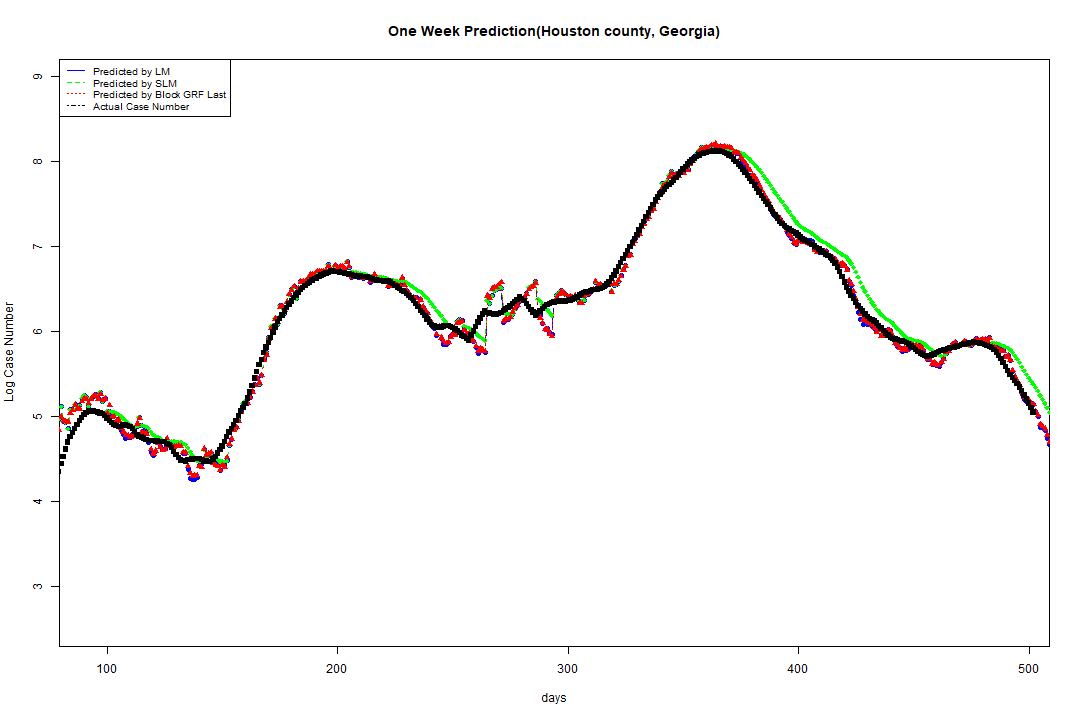 One Week Prediction(Houston county, Georgia)
Predicted by LM
Predicted by SLM
Predicted by Block GRF Last
Actual Case Number
9
8
7
6
5
4
3
Log Case Number
100 200 300 400 500
days